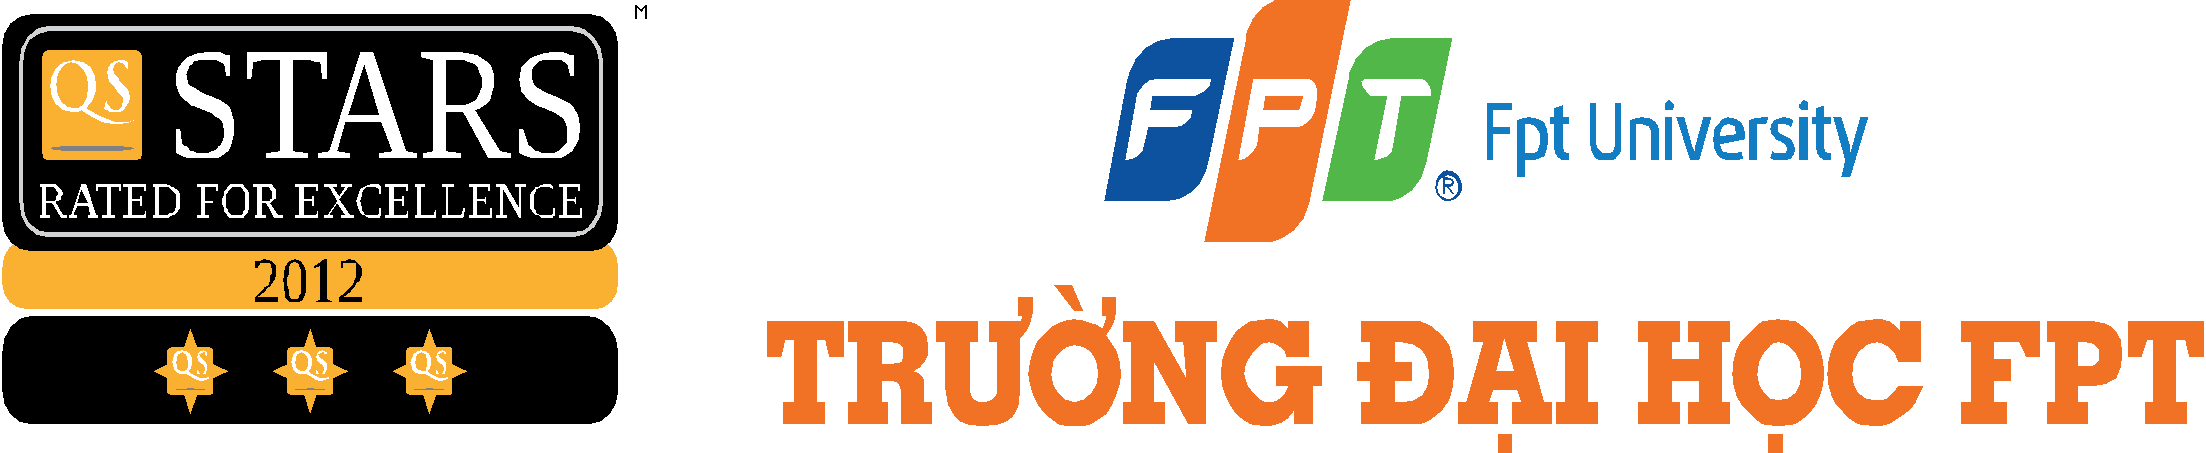 M
QS STARS
RATED FOR EXCELLENCE
2012
QS QS QS
FPT® Fpt University
TRƯỜNG ĐẠI HỌC FPT